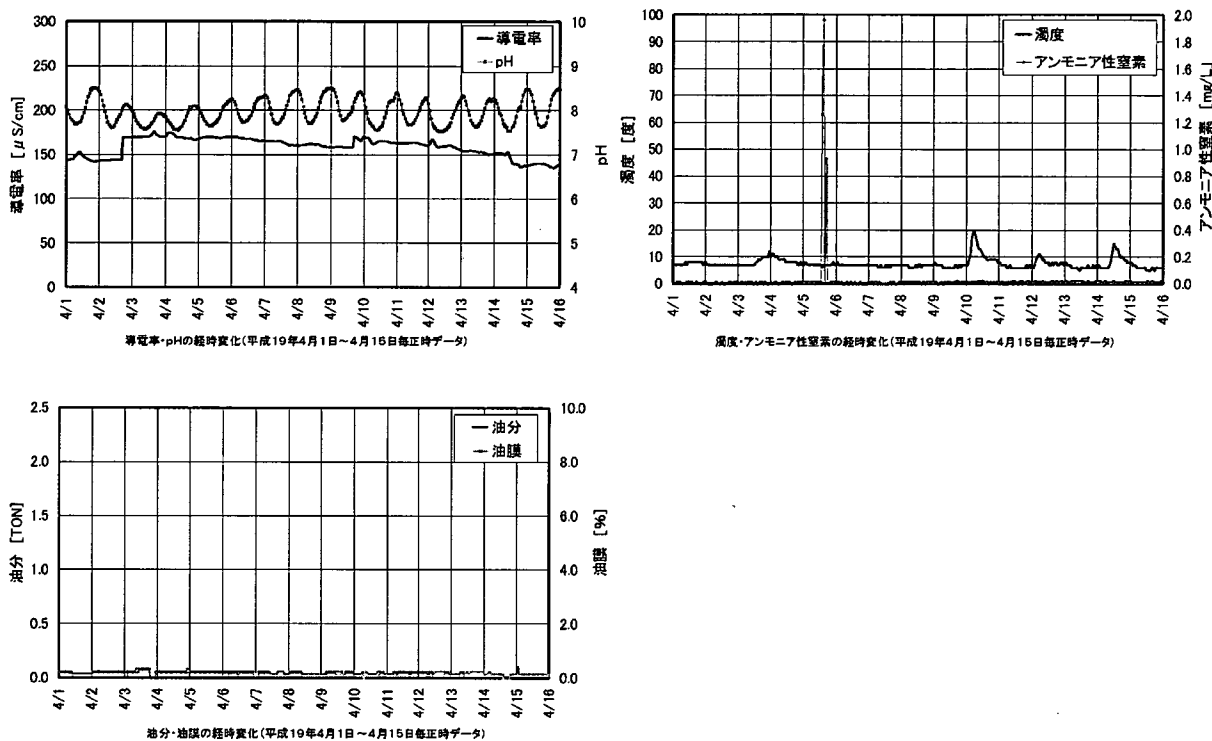 300
250
200
150
100
50
0
導電率 [μS/cm]
10
9
8
7
6
5
4
pH
導電率
pH
4/1 4/2 4/3 4/4 4/5 4/6 4/7 4/8 4/9 4/10 4/11 4/12 4/13 4/14 4/15 4/16
導電率・pHの経時変化(平成19年4月1日～4月15日毎正時データ)
100
90
80
70
60
50
40
30
20
10
0
濁度 [度]
2.0
1.8
1.6
1.4
1.2
1.0
0.8
0.6
0.4
0.2
0.0
アンモニア性窒素 [mg/L]
濁度
アンモニア性窒素
4/1 4/2 4/3 4/4 4/5 4/6 4/7 4/8 4/9 4/10 4/11 4/12 4/13 4/14 4/15 4/16
濁度・アンモニア性窒素の経時変化(平成19年4月1日～4月15日毎正時データ)
2.5
2.0
1.5
1.0
0.5
0.0
油分 [TON]
10.0
8.0
6.0
4.0
2.0
0.0
油膜 [%]
油分
油膜
4/1 4/2 4/3 4/4 4/5 4/6 4/7 4/8 4/9 4/10 4/11 4/12 4/13 4/14 4/15 4/16
油分・油膜の経時変化(平成19年4月1日～4月15日毎正時データ)